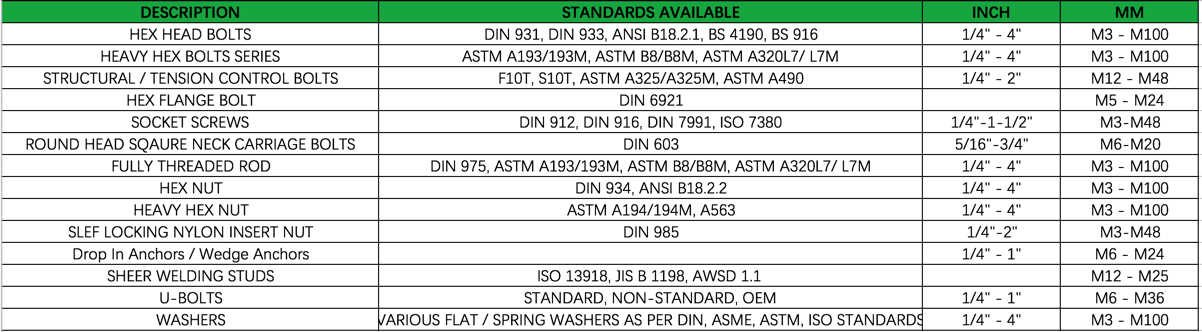 DESCRIPTION STANDARDS AVAILABLE INCH MM
HEX HEAD BOLTS DIN 931, DIN 933, ANSI B18.2.1, BS 4190, BS 916 1/4" - 4" M3 - M100
HEAVY HEX BOLTS SERIES ASTM A193/193M, ASTM B8/B8M, ASTM A320L7/ L7M 1/4" - 4" M3 - M100
STRUCTURAL / TENSION CONTROL BOLTS F10T, S10T, ASTM A325/A325M, ASTM A490 1/4" - 2" M12 - M48
HEX FLANGE BOLT DIN 6921 M5 - M24
SOCKET SCREWS DIN 912, DIN 916, DIN 7991, ISO 7380 1/4"-1-1/2" M3-M48
ROUND HEAD SQAURE NECK CARRIAGE BOLTS DIN 603 5/16"-3/4" M6-M20
FULLY THREADED ROD DIN 975, ASTM A193/193M, ASTM B8/B8M, ASTM A320L7/ L7M 1/4" - 4" M3 - M100
HEX NUT DIN 934, ANSI B18.2.2 1/4" - 4" M3 - M100
HEAVY HEX NUT ASTM A194/194M, A563 1/4" - 4" M3 - M100
SLEF LOCKING NYLON INSERT NUT DIN 985 1/4"-2" M3-M48
Drop In Anchors / Wedge Anchors 1/4" - 1" M6 - M24
SHEER WELDING STUDS ISO 13918, JIS B 1198, AWSD 1.1 M12 - M25
U-BOLTS STANDARD, NON-STANDARD, OEM 1/4" - 1" M6 - M36
WASHERS VARIOUS FLAT / SPRING WASHERS AS PER DIN, ASME, ASTM, ISO STANDARDS 1/4" - 4" M3 - M100